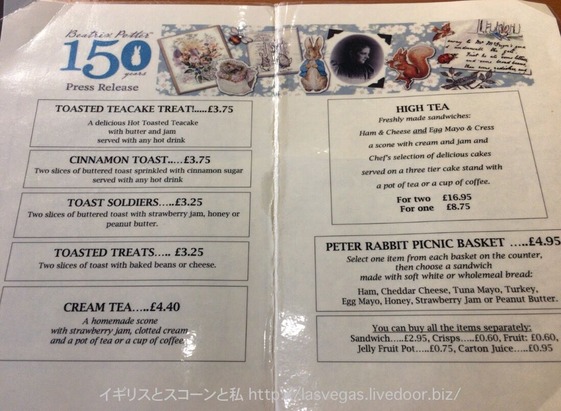 Beatrix Potter
150
years
Press Release
TOASTED TEACAKE TREAT!.....£3.75
A delicious Hot Toasted Teacake
with butter and jam
served with any hot drink
CINNAMON TOAST.....£3.75
Two slices of buttered toast sprinkled with cinnamon sugar
served with any hot drink
TOAST SOLDIERS.....£3.25
Two slices of buttered toast with strawberry jam, honey or
peanut butter.
TOASTED TREATS..... £3.25
Two slices of toast with baked beans or cheese.
CREAM TEA.....£4.40
A homemade scone
with strawberry jam, clotted cream
and a pot of tea or a cup of coffee
HIGH TEA
Freshly made sandwiches:
Ham & Cheese and Egg Mayo & Cress
a scone with cream and jam and
Chef's selection of delicious cakes
served on a three tier cake stand with
a pot of tea or a cup of coffee.
For two £16.95
For one £8.75
PETER RABBIT PICNIC BASKET .....£4.95
Select one item from each basket on the counter,
then choose a sandwich
made with soft white or wholemeal bread:
Ham, Cheddar Cheese, Tuna Mayo, Turkey,
Egg Mayo, Honey, Strawberry Jam or Peanut Butter.
You can buy all the items separately:
Sandwich.....£2.95, Crisps.....£0.60, Fruit: £0.60,
Jelly Fruit Pot.....£0.75, Carton Juice.....£0.95
イギリスとスコーンと私 http://lasvegas.livedoor.biz/